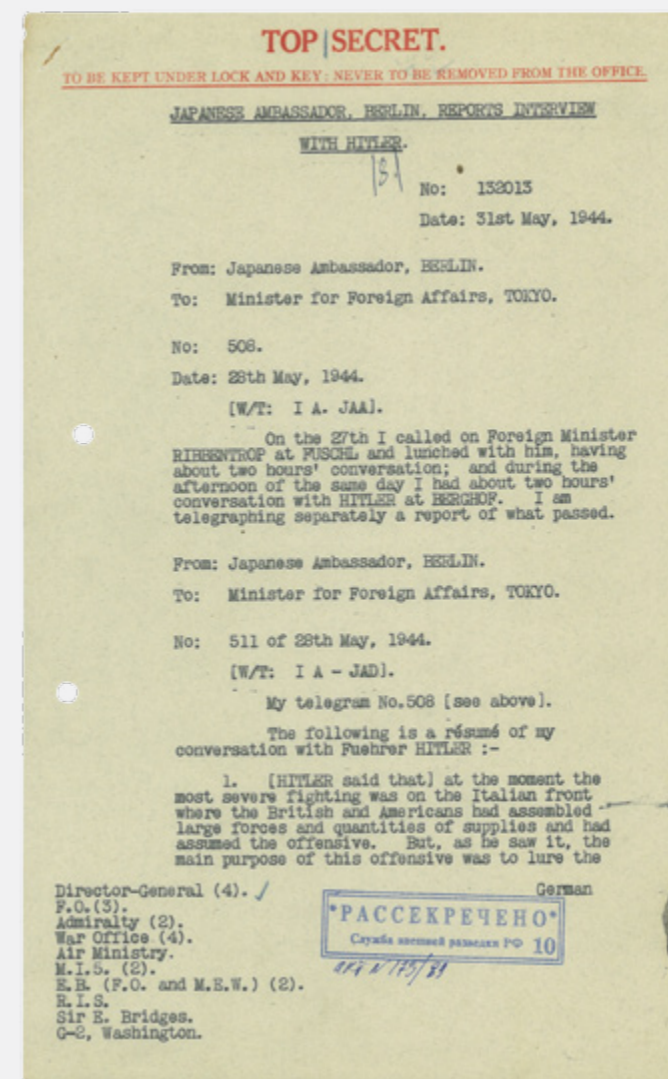 TOP SECRET.
TO BE KEPT UNDER LOCK AND KEY: NEVER TO BE REMOVED FROM THE OFFICE.
JAPANESE AMBASSADOR, BERLIN, REPORTS INTERVIEW
WITH HITLER.
No: 132013
Date: 31st May, 1944.
From: Japanese Ambassador, BERLIN.
To: Minister for Foreign Affairs, TOKYO.
No: 508.
Date: 28th May, 1944.
[W/T: I A. JAA].
On the 27th I called on Foreign Minister
RIBBENTROP at FUSCHL and lunched with him, having
about two hours' conversation; and during the
afternoon of the same day I had about two hours'
conversation with HITLER at BERGHOF. I am
telegraphing separately a report of what passed.
From: Japanese Ambassador, BERLIN.
To: Minister for Foreign Affairs, TOKYO.
No: 511 of 28th May, 1944.
[W/T: I A - JAD].
My telegram No.508 [see above].
The following is a résumé of my
conversation with Fuehrer HITLER :-
1. [HITLER said that] at the moment the
most severe fighting was on the Italian front
where the British and Americans had assembled
large forces and quantities of supplies and had
assumed the offensive. But, as he saw it, the
main purpose of this offensive was to lure the
German
Director-General (4).
F.O.(3).
Admiralty (2).
War Office (4).
Air Ministry.
M.I.5. (2).
E.B. (F.O. and M.E.W.) (2).
R.I.S.
Sir E. Bridges.
G-2, Washington.
*РАССЕКРЕЧЕНО*
Служба внешней разведки РФ 10